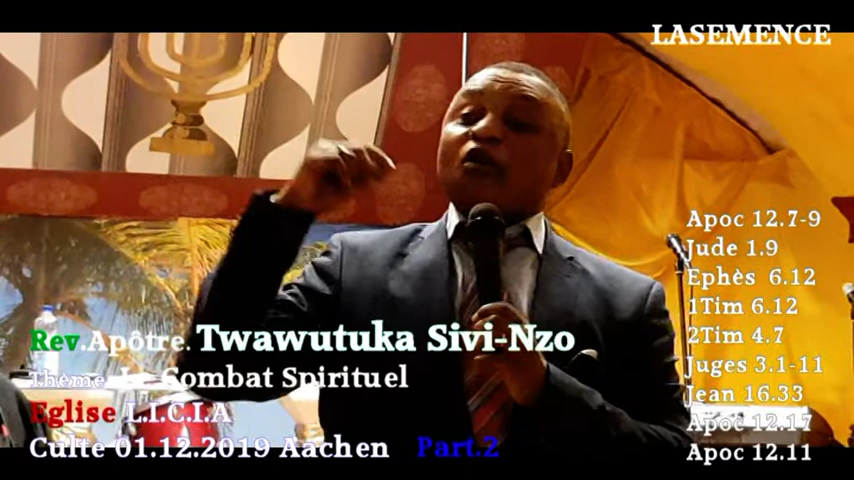 LASEMENCE
Apoc 12.7-9
Jude 1.9
Ephès 6.12
1Tim 6.12
2Tim 4.7
Juges 3.1-11
Jean 16.33
Apoc 12.17
Apoc 12.11
Rev.Apôtre.Twawutuka Sivi-Nzo
Thème Le Combat Spirituel
Eglise L.I.C.I.A
Culte 01.12.2019 Aachen Part.2